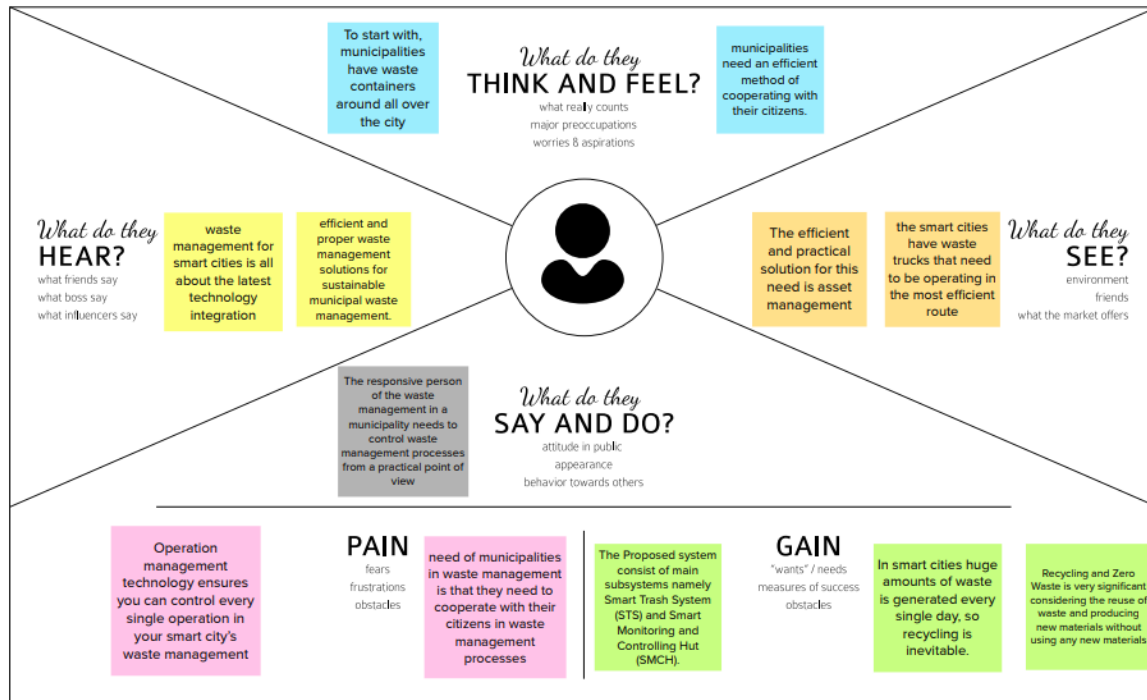 To start with,
municipalities
have waste
containers
around all over
the city
What do they
THINK AND FEEL?
what really counts
major preoccupations
worries & aspirations
municipalities
need an efficient
method of
cooperating with
their citizens.
What do they
HEAR?
what friends say
what boss say
what influencers say
waste
management for
smart cities is all
about the latest
technology
integration
efficient and
proper waste
management
solutions for
sustainable
municipal waste
management.
The efficient
and practical
solution for this
need is asset
management
the smart cities
have waste
trucks that need
to be operating in
the most efficient
route
What do they
SEE?
environment
friends
what the market offers
The responsive person
of the waste
management in a
municipality needs to
control waste
management processes
from a practical point of
view
What do they
SAY AND DO?
attitude in public
appearance
behavior towards others
Operation
management
technology ensures
you can control every
single operation in
your smart city's
waste management
PAIN
fears
frustrations
obstacles
need of municipalities
in waste management
is that they need to
cooperate with their
citizens in waste
management
processes
The Proposed system
consist of main
subsystems namely
Smart Trash System
(STS) and Smart
Monitoring and
Controlling Hut
(SMCH).
GAIN
"wants" / needs
measures of success
obstacles
In smart cities huge
amounts of waste
is generated every
single day, so
recycling is
inevitable.
Recycling and Zero
Waste is very significant
considering the reuse of
waste and producing
new materials without
using any new materials